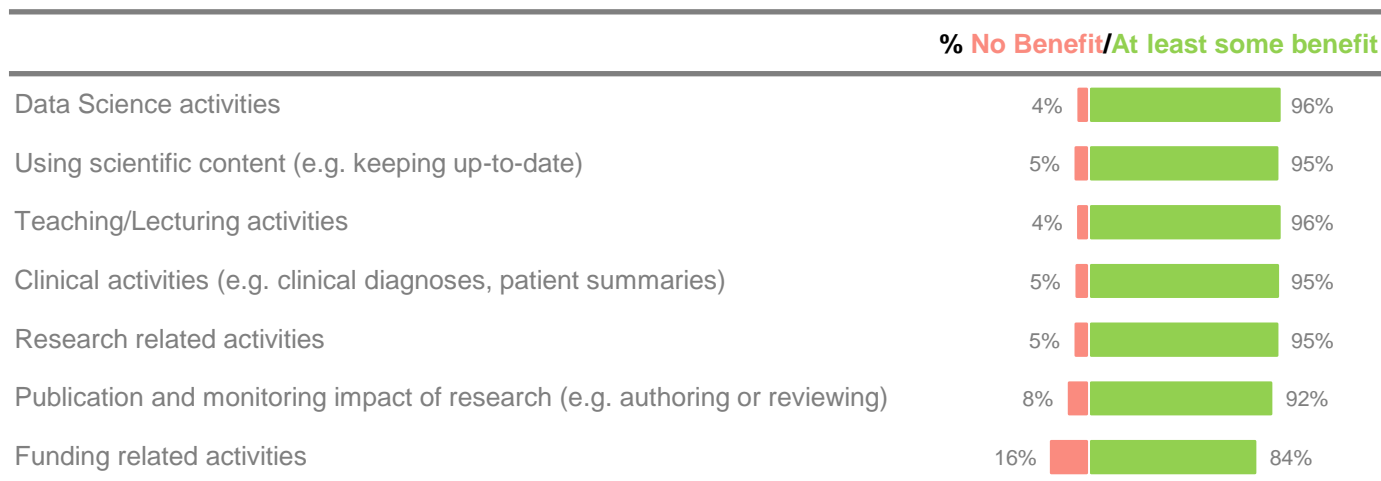 % No Benefit/At least some benefit
Data Science activities 4% 96%
Using scientific content (e.g. keeping up-to-date) 5% 95%
Teaching/Lecturing activities 4% 96%
Clinical activities (e.g. clinical diagnoses, patient summaries) 5% 95%
Research related activities 5% 95%
Publication and monitoring impact of research (e.g. authoring or reviewing) 8% 92%
Funding related activities 16% 84%